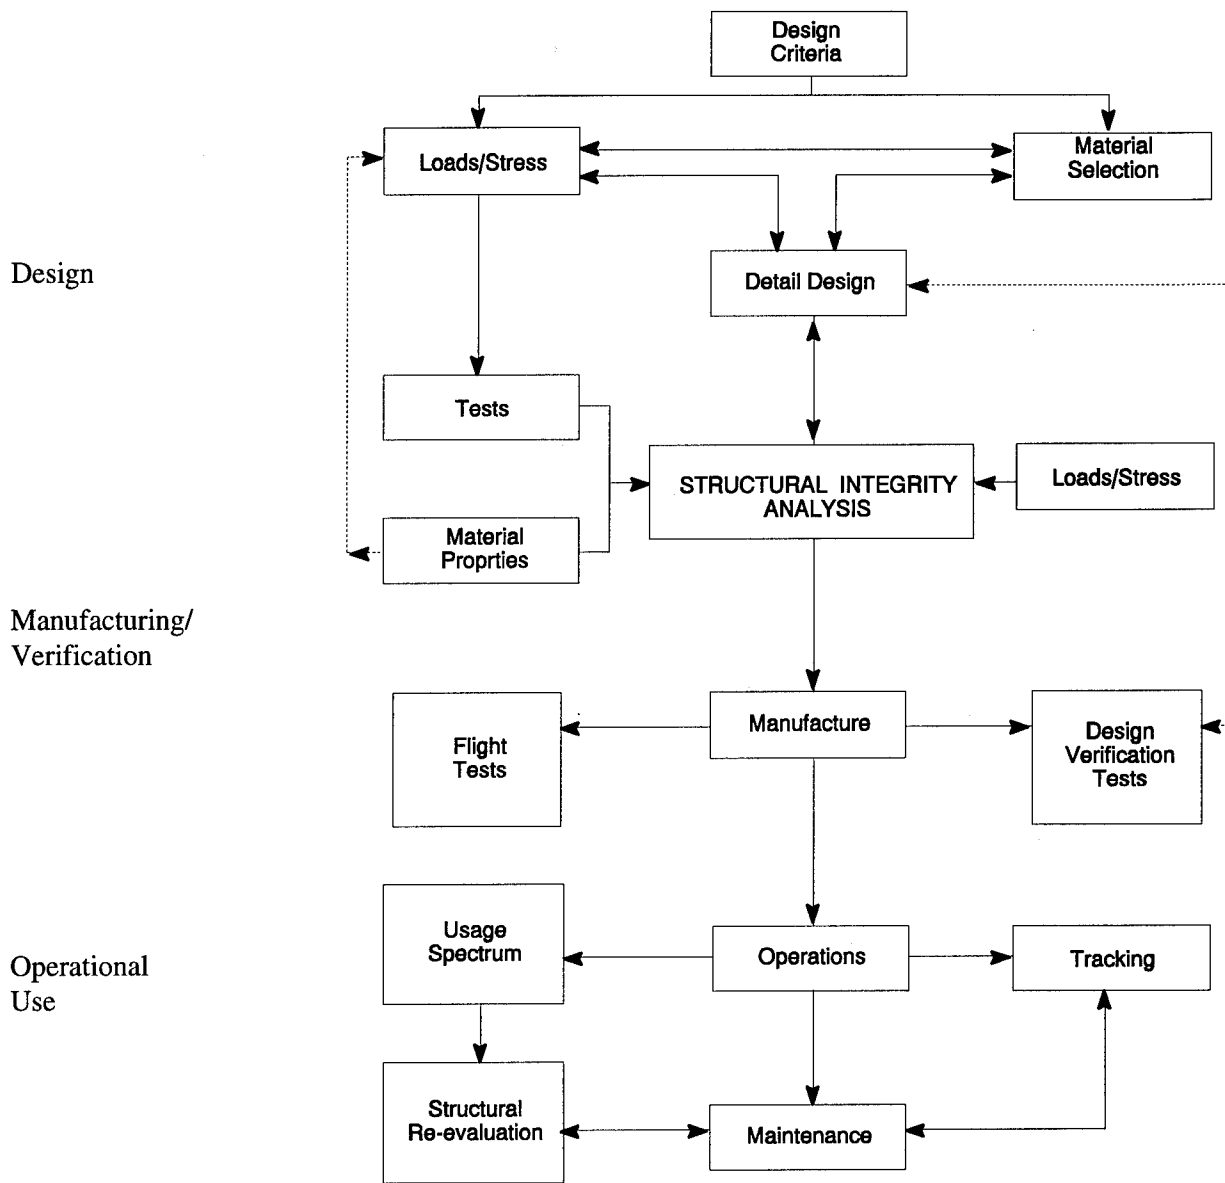 Design
Criteria
Loads/Stress
Material
Selection
Design
Detail Design
Tests
STRUCTURAL INTEGRITY
ANALYSIS
Loads/Stress
Material
Proprties
Manufacturing/
Verification
Flight
Tests
Manufacture
Design
Verification
Tests
Operational
Use
Usage
Spectrum
Operations
Tracking
Structural
Re-evaluation
Maintenance